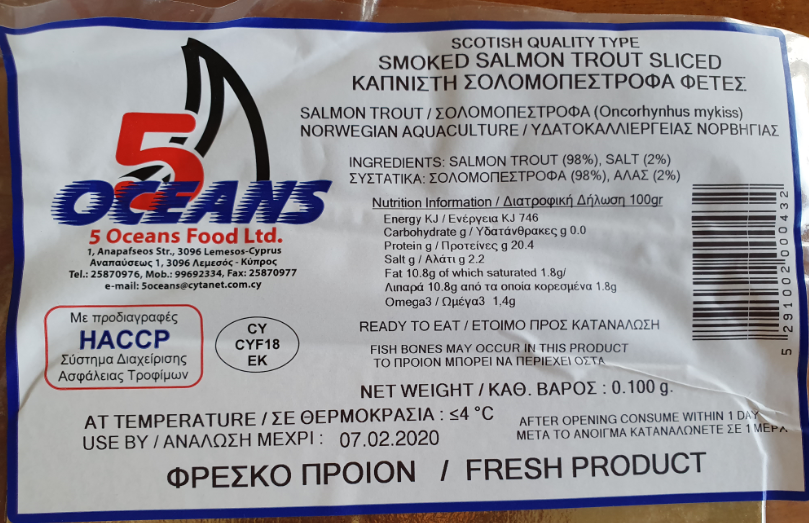 5
OCEANS
5 Oceans Food Ltd.
1, Anapafseos Str., 3096 Lemesos-Cyprus
Αναπαύσεως 1, 3096 Λεμεσός - Κύπρος
Tel.: 25870976, Mob.: 99692334, Fax: 25870977
e-mail: 5oceans@cytanet.com.cy
Με προδιαγραφές
HACCP
Σύστημα Διαχείρισης
Ασφάλειας Τροφίμων
CY
CYF18
EK
SCOTISH QUALITY TYPE
SMOKED SALMON TROUT SLICED
ΚΑΠΝΙΣΤΗ ΣΟΛΟΜΟΠΕΣΤΡΟΦΑ ΦΕΤΕΣ
SALMON TROUT / ΣΟΛΟΜΟΠΕΣΤΡΟΦΑ (Oncorhynhus mykiss)
NORWEGIAN AQUACULTURE / ΥΔΑΤΟΚΑΛΛΙΕΡΓΕΙΑΣ ΝΟΡΒΗΓΙΑΣ
INGREDIENTS: SALMON TROUT (98%), SALT (2%)
ΣΥΣΤΑΤΙΚΑ: ΣΟΛΟΜΟΠΕΣΤΡΟΦΑ (98%), ΑΛΑΣ (2%)
Nutrition Information / Διατροφική Δήλωση 100gr
Energy KJ / Ενέργεια KJ 746
Carbohydrate g / Υδατάνθρακες g 0.0
Protein g / Προτείνες g 20.4
Salt g / Αλάτι g 2.2
Fat 10.8g of which saturated 1.8g/
Λιπαρά 10.8g από τα οποία κορεσμένα 1.8g
Omega3 / Ωμέγα3 1,4g
READY TO EAT / ΕΤΟΙΜΟ ΠΡΟΣ ΚΑΤΑΝΑΛΩΣΗ
FISH BONES MAY OCCUR IN THIS PRODUCT
ΤΟ ΠΡΟΙΟΝ ΜΠΟΡΕΙ ΝΑ ΠΕΡΙΕΧΕΙ ΟΣΤΑ
5 291002 000432
NET WEIGHT / ΚΑΘ. ΒΑΡΟΣ : 0.100 g.
AT TEMPERATURE / ΣΕ ΘΕΡΜΟΚΡΑΣΙΑ : ≤4 °C
USE BY / ΑΝΑΛΩΣΗ ΜΕΧΡΙ : 07.02.2020
AFTER OPENING CONSUME WITHIN 1 DAY
ΜΕΤΑ ΤΟ ΑΝΟΙΓΜΑ ΚΑΤΑΝΑΛΩΝΕΤΕ ΣΕ 1 ΜΕΡΑ
ΦΡΕΣΚΟ ΠΡΟΙΟΝ / FRESH PRODUCT